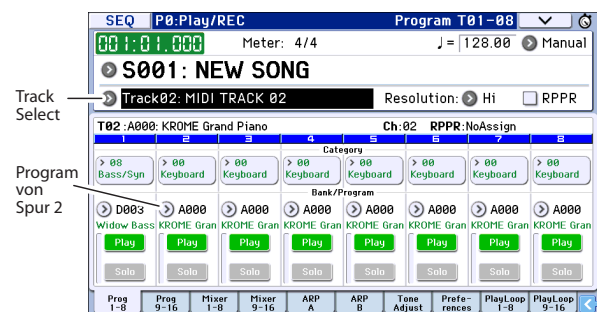 SEQ P0:Play/REC Program T01-08
001:01.000 Meter: 4/4 ♩= 128.00 Manual
S001: NEW SONG
Track Select
Track02: MIDI TRACK 02 Resolution: Hi RPPR
T02:A000: KROME Grand Piano Ch:02 RPPR:NoAssign
1 2 3 4 5 6 7 8
Category
> 08 > 00 > 00 > 00 > 00 > 00 > 00 > 00
Bass/Syn Keyboard Keyboard Keyboard Keyboard Keyboard Keyboard Keyboard
Program von Spur 2
Bank/Program
D003 A000 A000 A000 A000 A000 A000 A000
Widow Bass KROME Gran KROME Gran KROME Gran KROME Gran KROME Gran KROME Gran KROME Gran
Play Play Play Play Play Play Play Play
Solo Solo Solo Solo Solo Solo Solo Solo
Prog 1-8 Prog 9-16 Mixer 1-8 Mixer 9-16 ARP A ARP B Tone Adjust Prefe-rences PlayLoop 1-8 PlayLoop 9-16